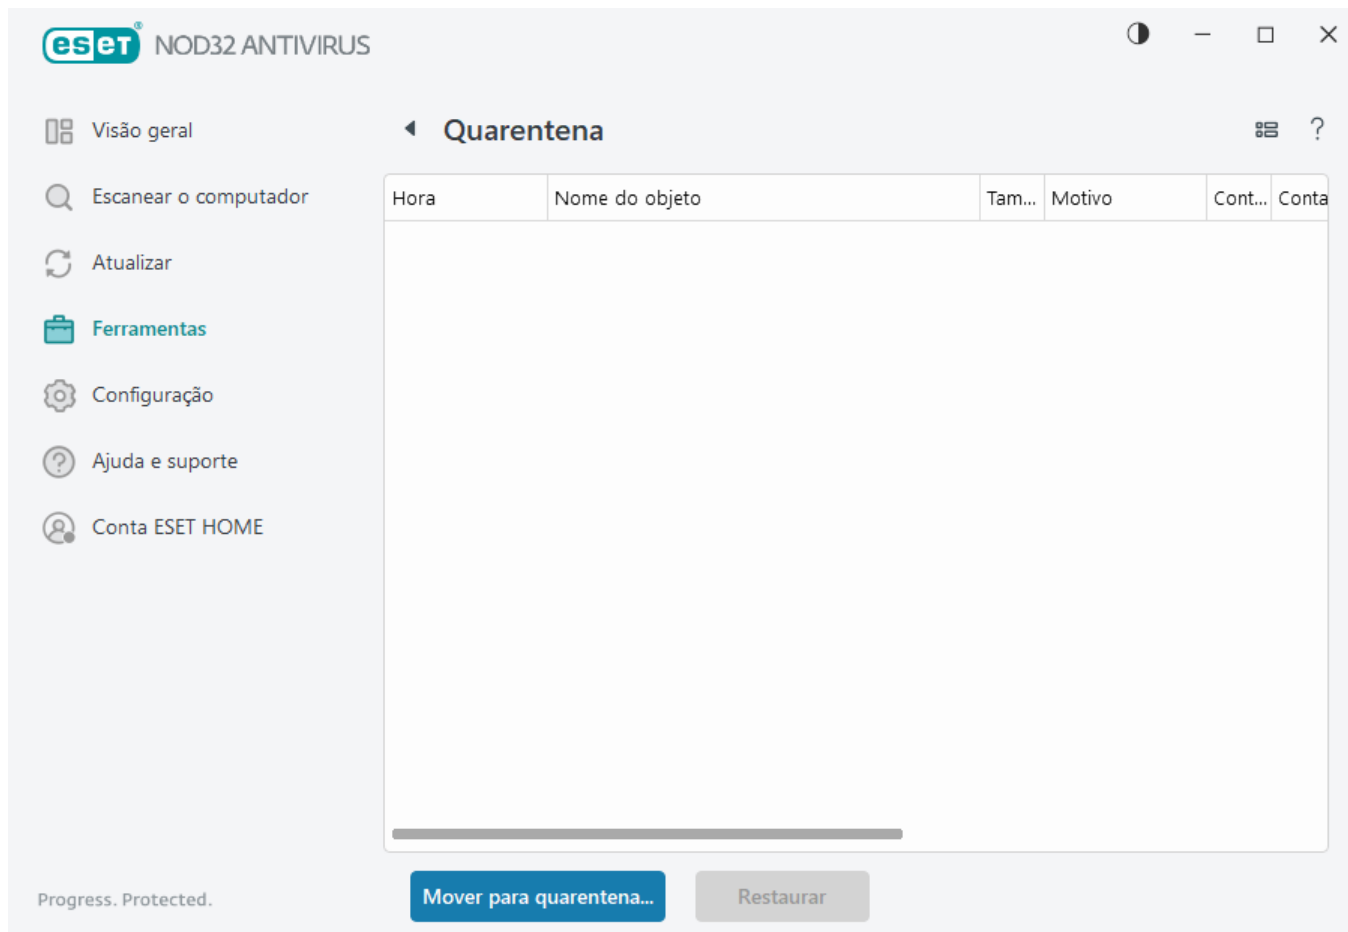 eset® NOD32 ANTIVIRUS
Visão geral
Escanear o computador
Atualizar
Ferramentas
Configuração
Ajuda e suporte
Conta ESET HOME
Progress. Protected.
Quarentena
?
Hora Nome do objeto Tam... Motivo Cont... Conta
Mover para quarentena... Restaurar